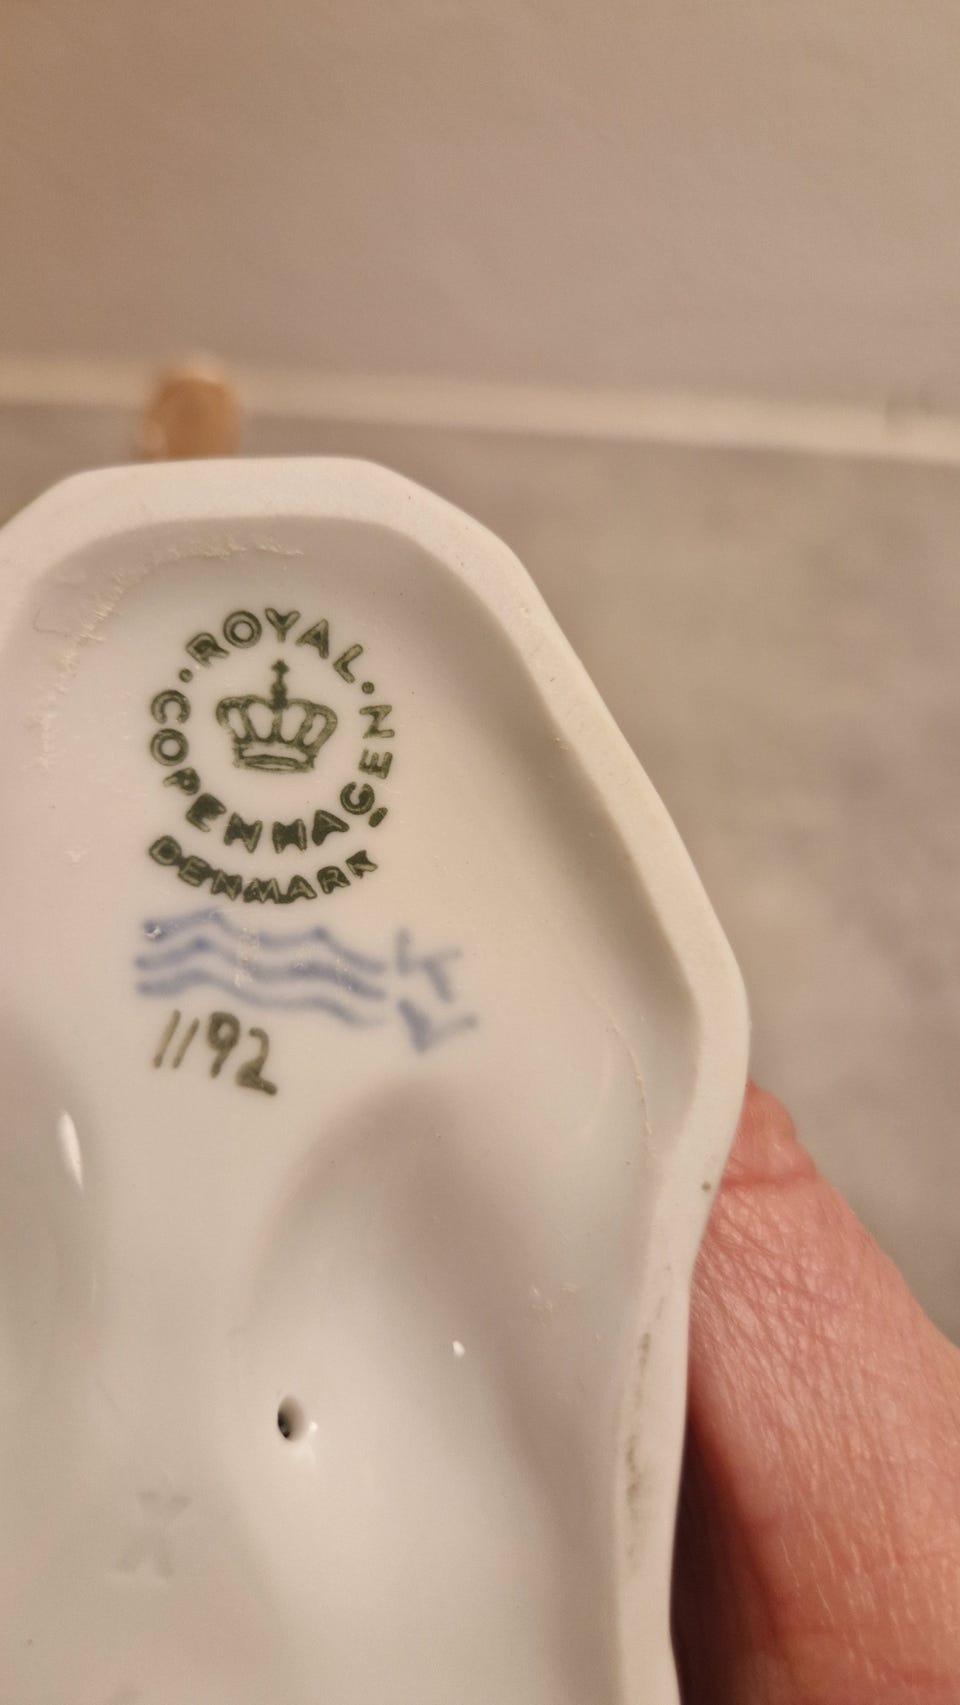 ROYAL
COPENHAGEN
DENMARK
1192